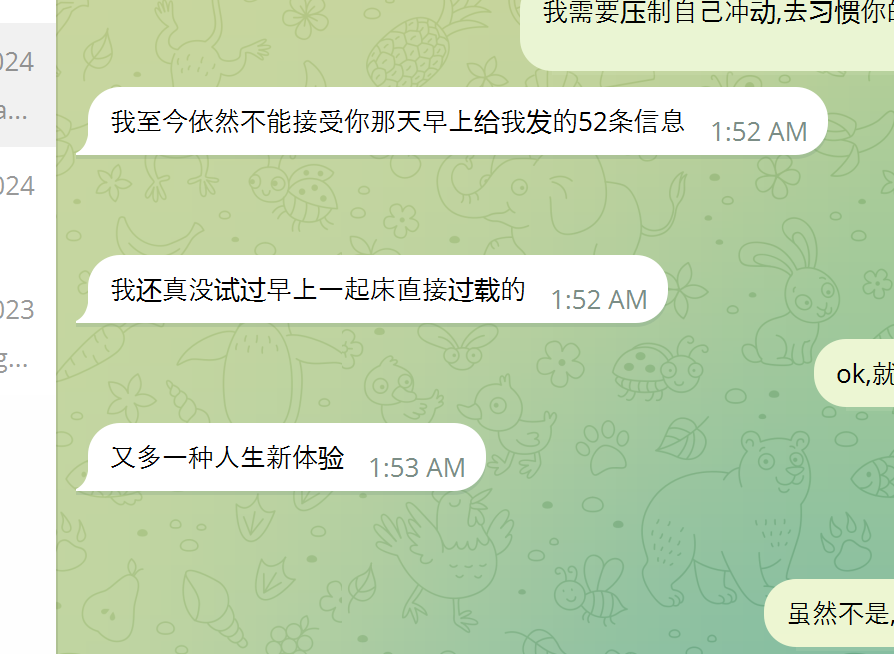 我需要压制自己冲动,去习惯你
024
a...
我至今依然不能接受你那天早上给我发的52条信息 1:52 AM
024
我还真没试过早上一起床直接过载的 1:52 AM
023
g...
ok,就
又多一种人生新体验 1:53 AM
虽然不是,